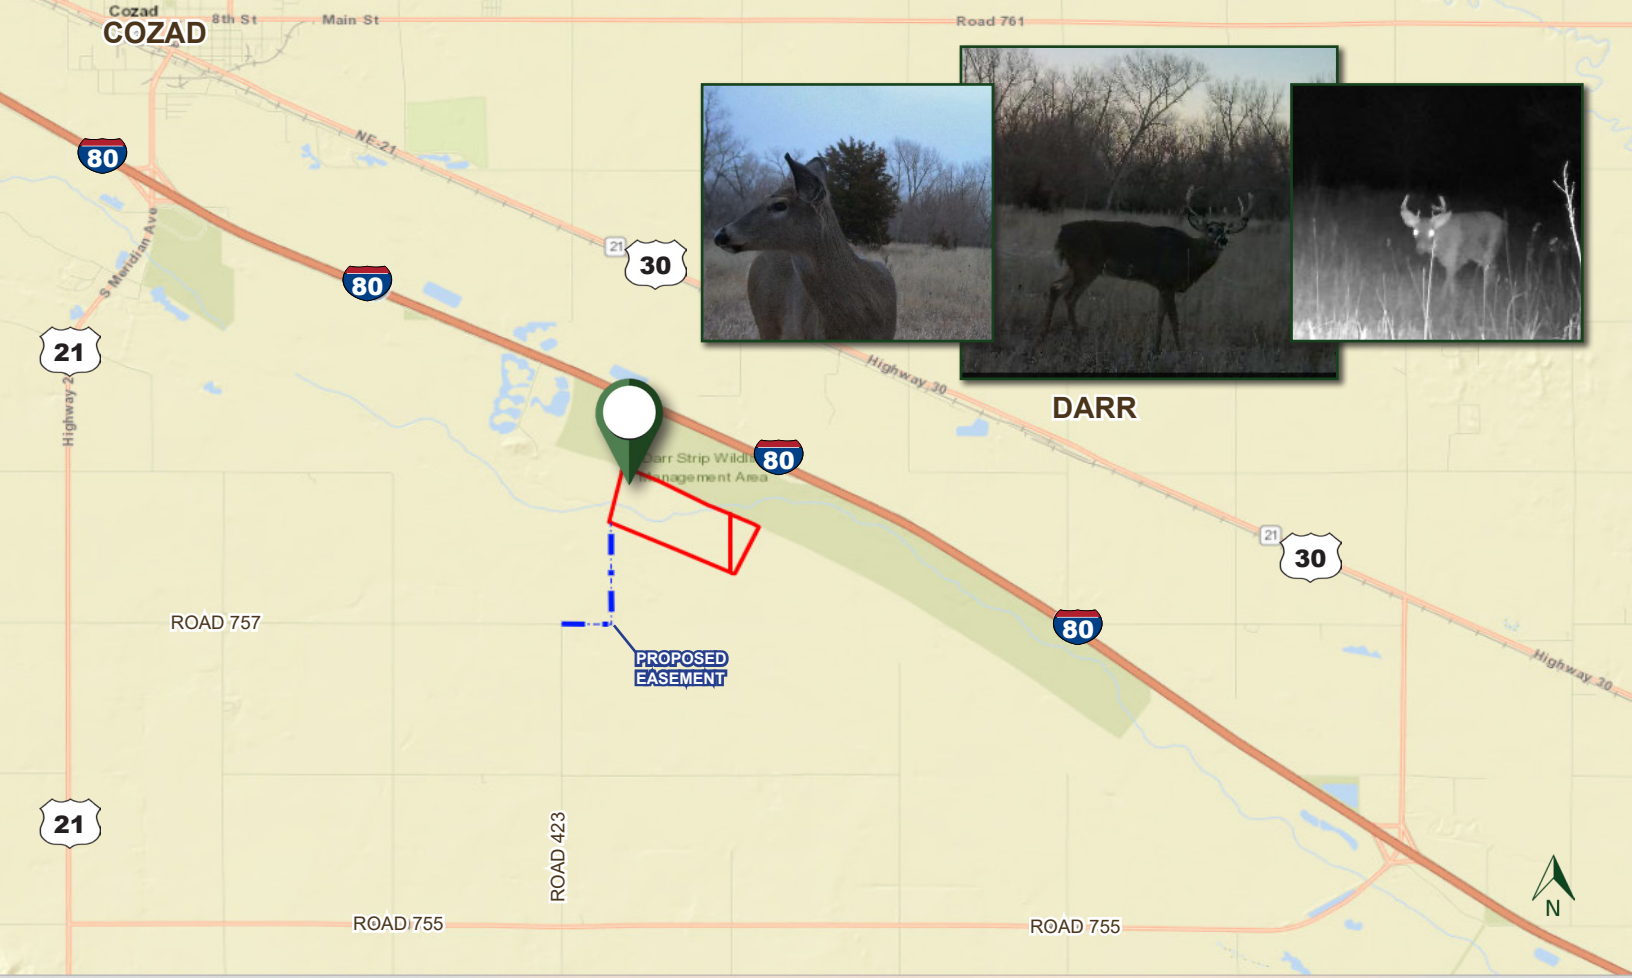 Cozad
8th St
Main St
Road 761
COZAD
NE-21
80
S Meridian Ave
21
30
80
21
Highway 2
Highway 30
DARR
Darr Strip Wildli
80
Management Area
21
30
ROAD 757
80
PROPOSED
EASEMENT
Highway 30
21
ROAD 423
N
ROAD 755
ROAD 755